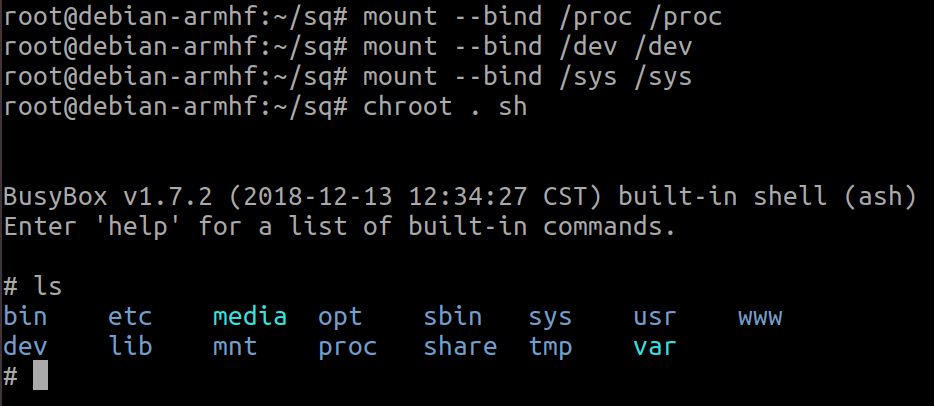 root@debian-armhf:~/sq# mount --bind /proc /proc
root@debian-armhf:~/sq# mount --bind /dev /dev
root@debian-armhf:~/sq# mount --bind /sys /sys
root@debian-armhf:~/sq# chroot . sh
BusyBox v1.7.2 (2018-12-13 12:34:27 CST) built-in shell (ash)
Enter 'help' for a list of built-in commands.
# ls
bin    etc    media  opt    sbin   sys    usr    www
dev    lib    mnt    proc   share  tmp    var
#